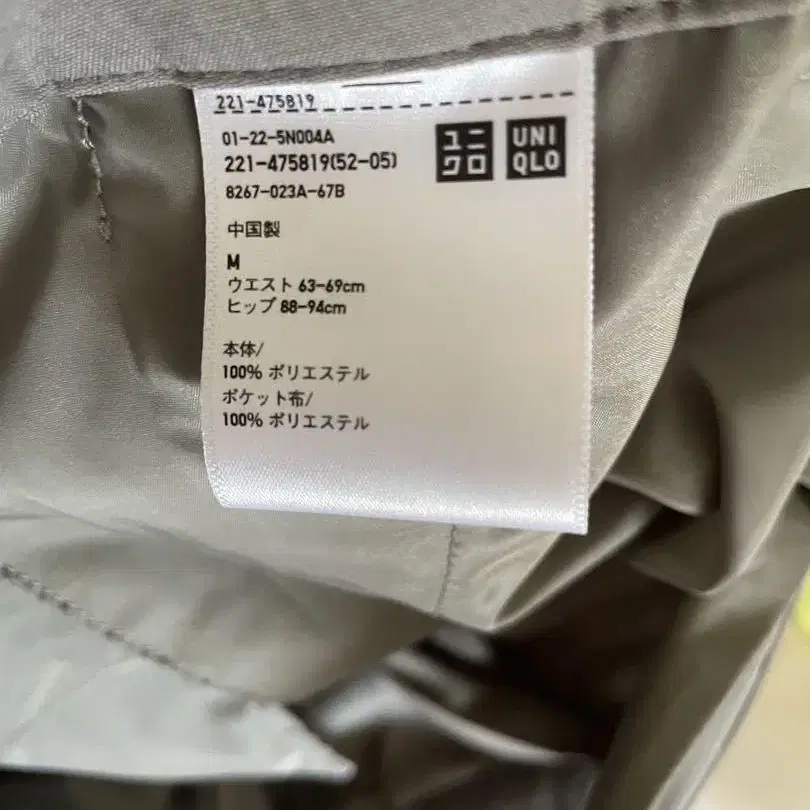 221-475819
01-22-5N004A
221-475819(52-05)
8267-023A-67B
ユニクロ
UNIQLO
中国製
M
ウエスト 63-69cm
ヒップ 88-94cm
本体/
100% ポリエステル
ポケット布/
100% ポリエステル